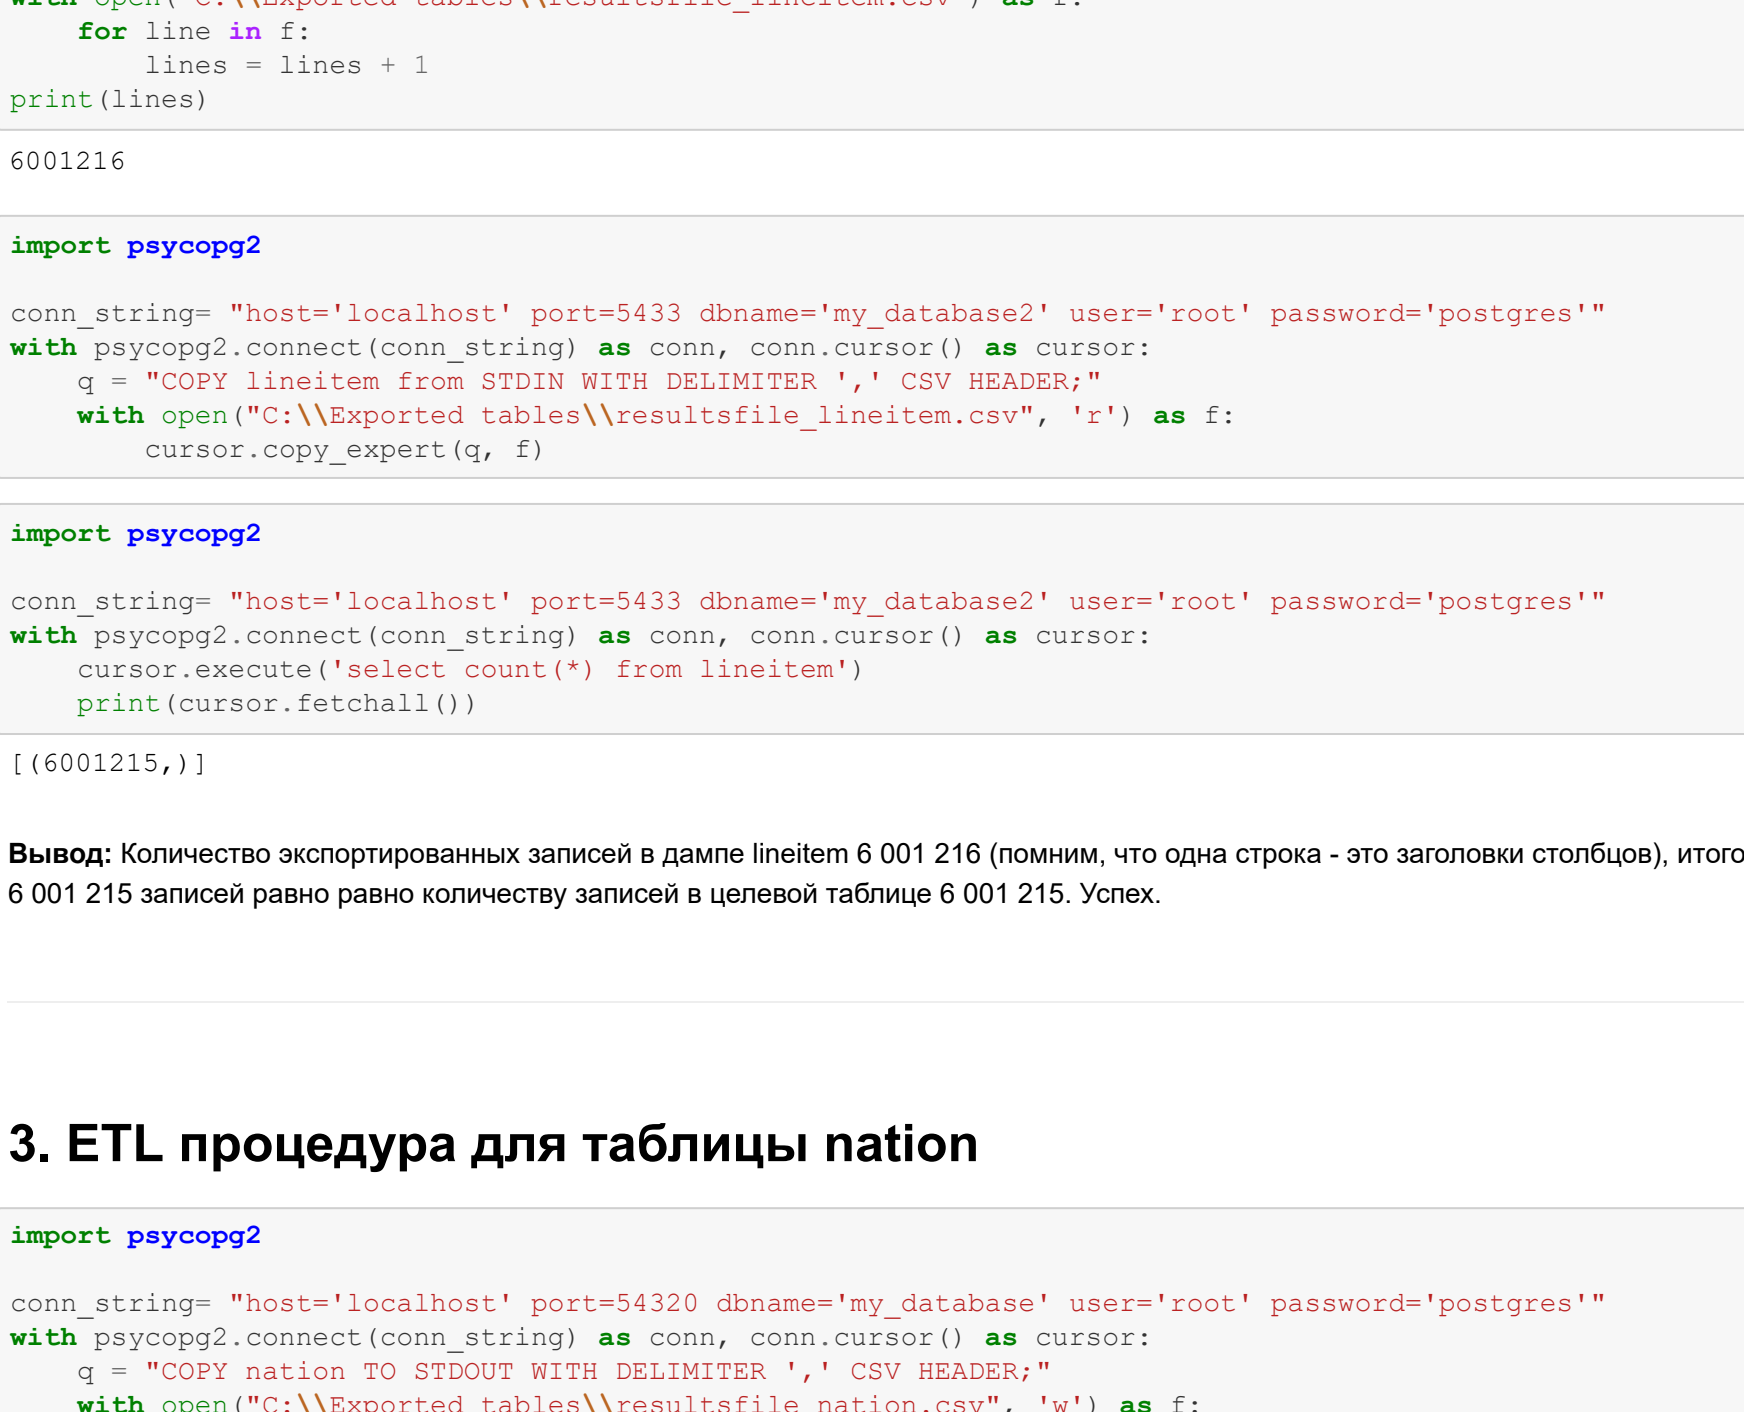 with open("C:\\Exported tables\\resultsfile_lineitem.csv") as f:
    for line in f:
        lines = lines + 1
print(lines)
6001216
import psycopg2
conn_string= "host='localhost' port=5433 dbname='my_database2' user='root' password='postgres'"
with psycopg2.connect(conn_string) as conn, conn.cursor() as cursor:
    q = "COPY lineitem from STDIN WITH DELIMITER ',' CSV HEADER;"
    with open("C:\\Exported tables\\resultsfile_lineitem.csv", 'r') as f:
        cursor.copy_expert(q, f)
import psycopg2
conn_string= "host='localhost' port=5433 dbname='my_database2' user='root' password='postgres'"
with psycopg2.connect(conn_string) as conn, conn.cursor() as cursor:
    cursor.execute('select count(*) from lineitem')
    print(cursor.fetchall())
[(6001215,)]
Вывод: Количество экспортированных записей в дампе lineitem 6 001 216 (помним, что одна строка - это заголовки столбцов), итого
6 001 215 записей равно равно количеству записей в целевой таблице 6 001 215. Успех.
3. ETL процедура для таблицы nation
import psycopg2
conn_string= "host='localhost' port=54320 dbname='my_database' user='root' password='postgres'"
with psycopg2.connect(conn_string) as conn, conn.cursor() as cursor:
    q = "COPY nation TO STDOUT WITH DELIMITER ',' CSV HEADER;"
    with open("C:\\Exported tables\\resultsfile_nation.csv", 'w') as f: